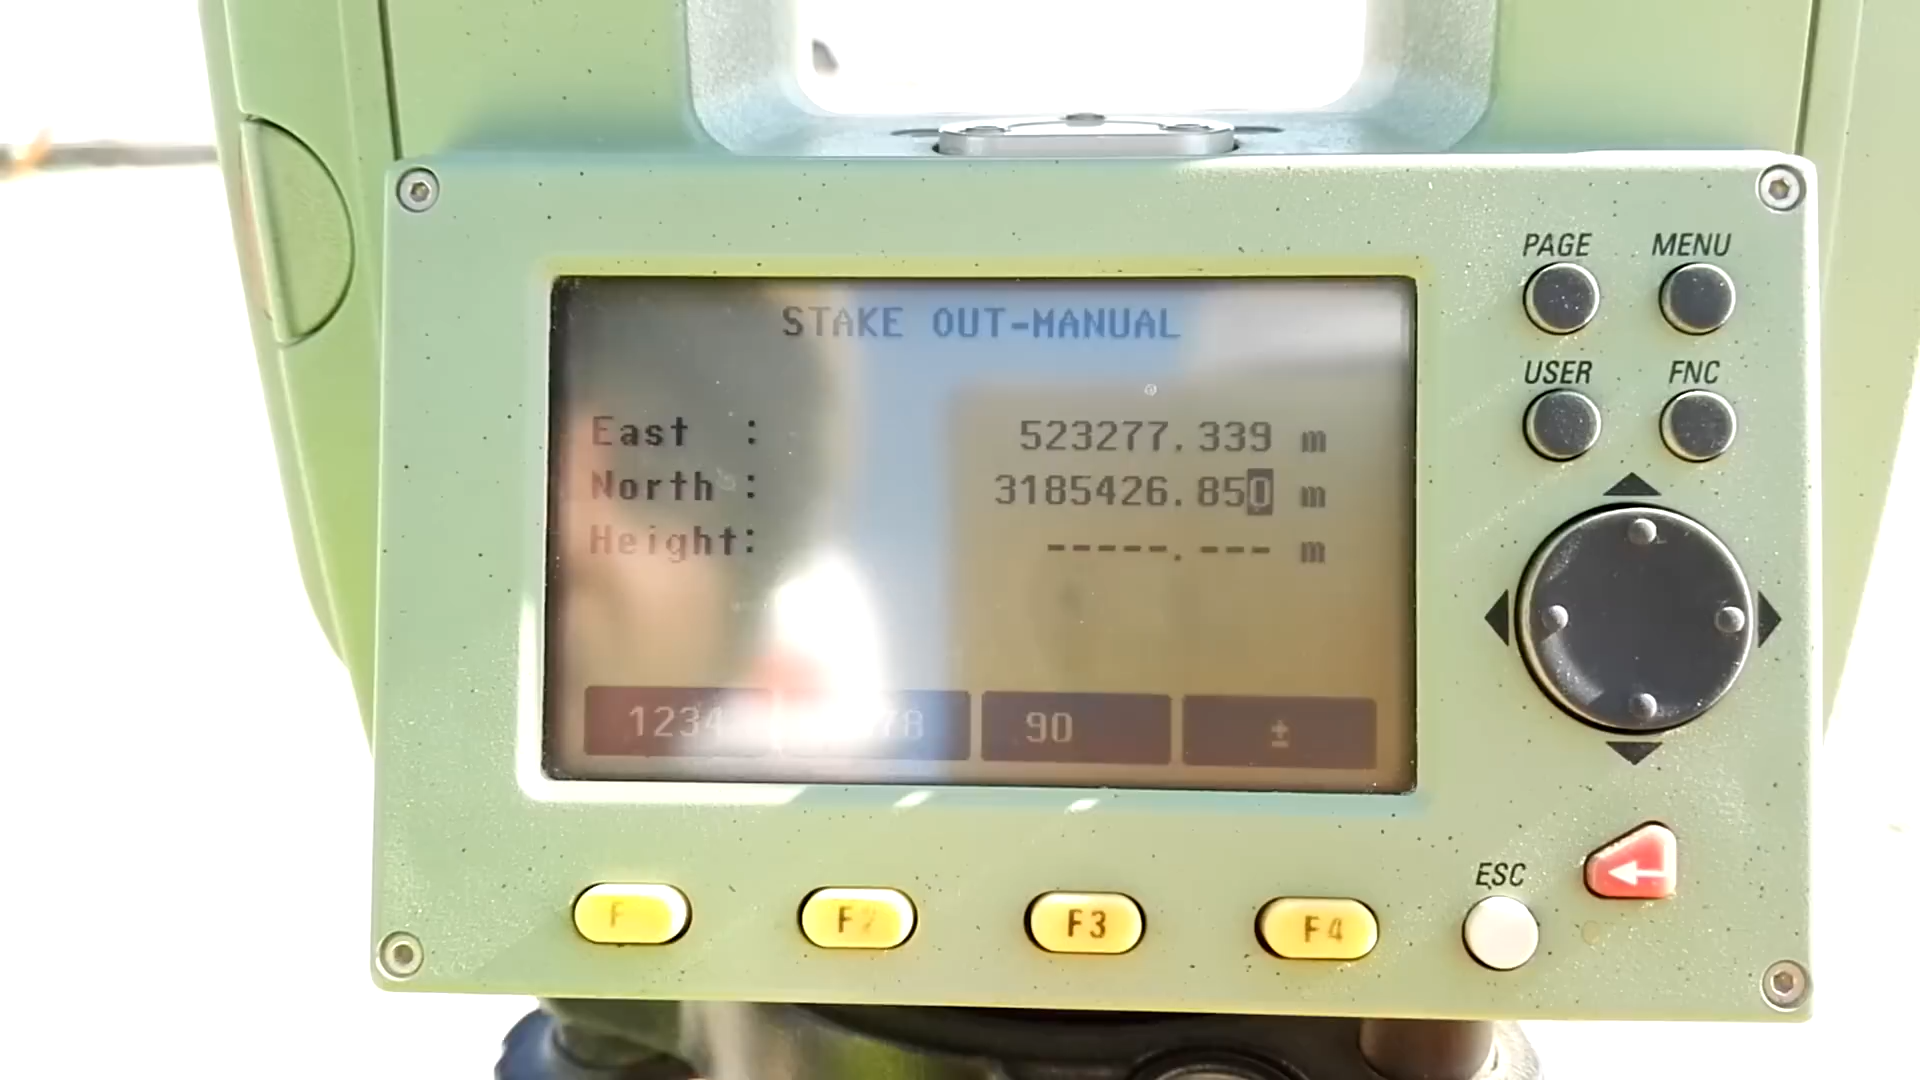 PAGE MENU
STAKE OUT-MANUAL
USER FNC
East : 523277.339 m
North : 3185426.850 m
Height: -----.--- m
1234 78 90 ±
ESC
F F2 F3 F4